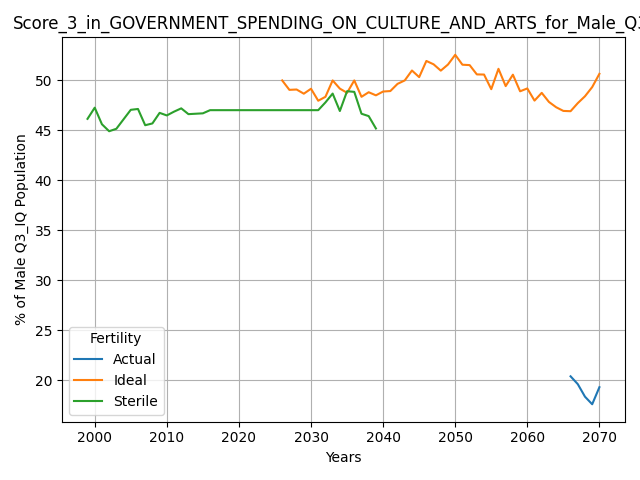 Score_3_in_GOVERNMENT_SPENDING_ON_CULTURE_AND_ARTS_for_Male_Q3
% of Male Q3_IQ Population
50
45
40
35
30
25
20
Fertility
Actual
Ideal
Sterile
2000 2010 2020 2030 2040 2050 2060 2070
Years